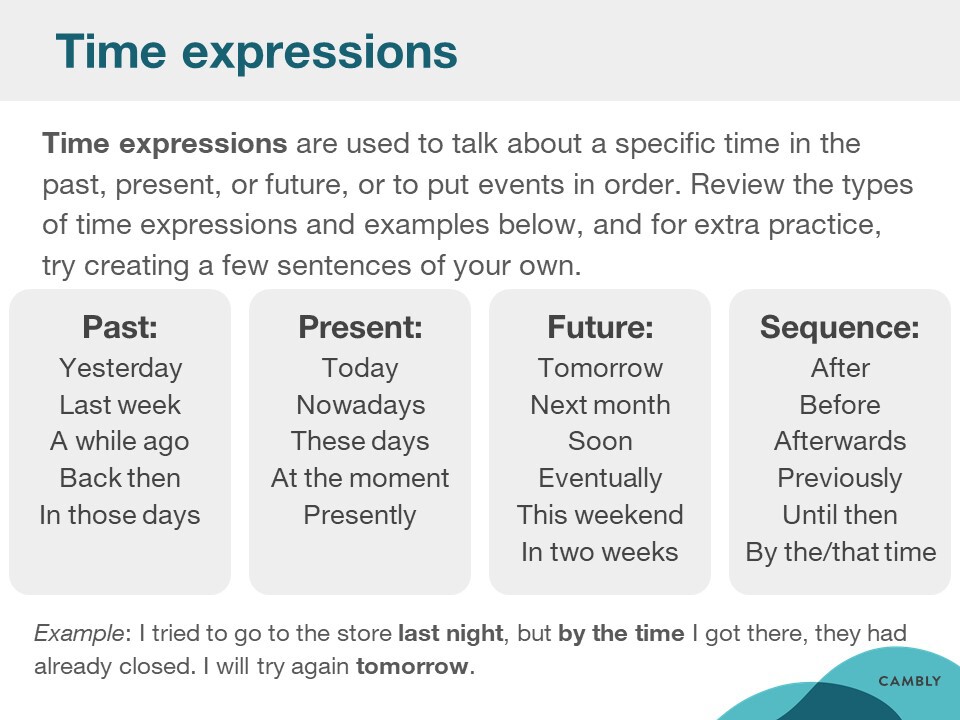 Time expressions
Time expressions are used to talk about a specific time in the
past, present, or future, or to put events in order. Review the types
of time expressions and examples below, and for extra practice,
try creating a few sentences of your own.
Past:
Yesterday
Last week
A while ago
Back then
In those days
Present:
Today
Nowadays
These days
At the moment
Presently
Future:
Tomorrow
Next month
Soon
Eventually
This weekend
In two weeks
Sequence:
After
Before
Afterwards
Previously
Until then
By the/that time
Example: I tried to go to the store last night, but by the time I got there, they had
already closed. I will try again tomorrow.
CAMBLY